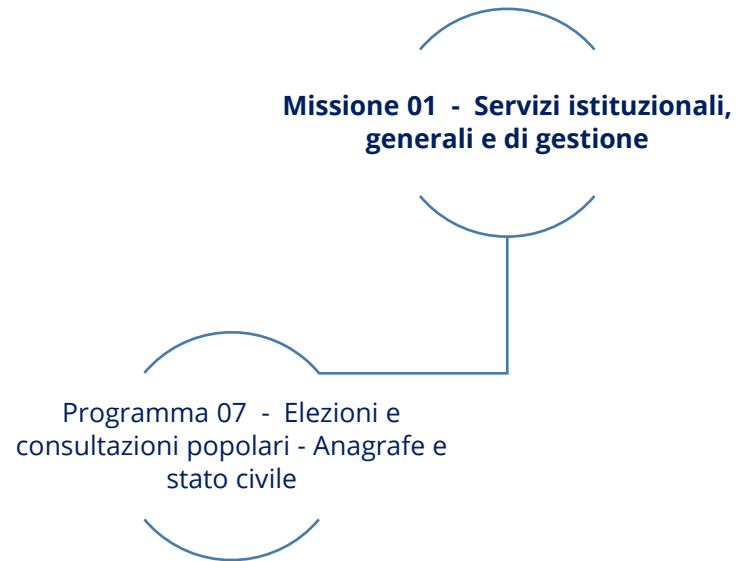 Missione 01 - Servizi istituzionali,
generali e di gestione
Programma 07 - Elezioni e
consultazioni popolari - Anagrafe e
stato civile